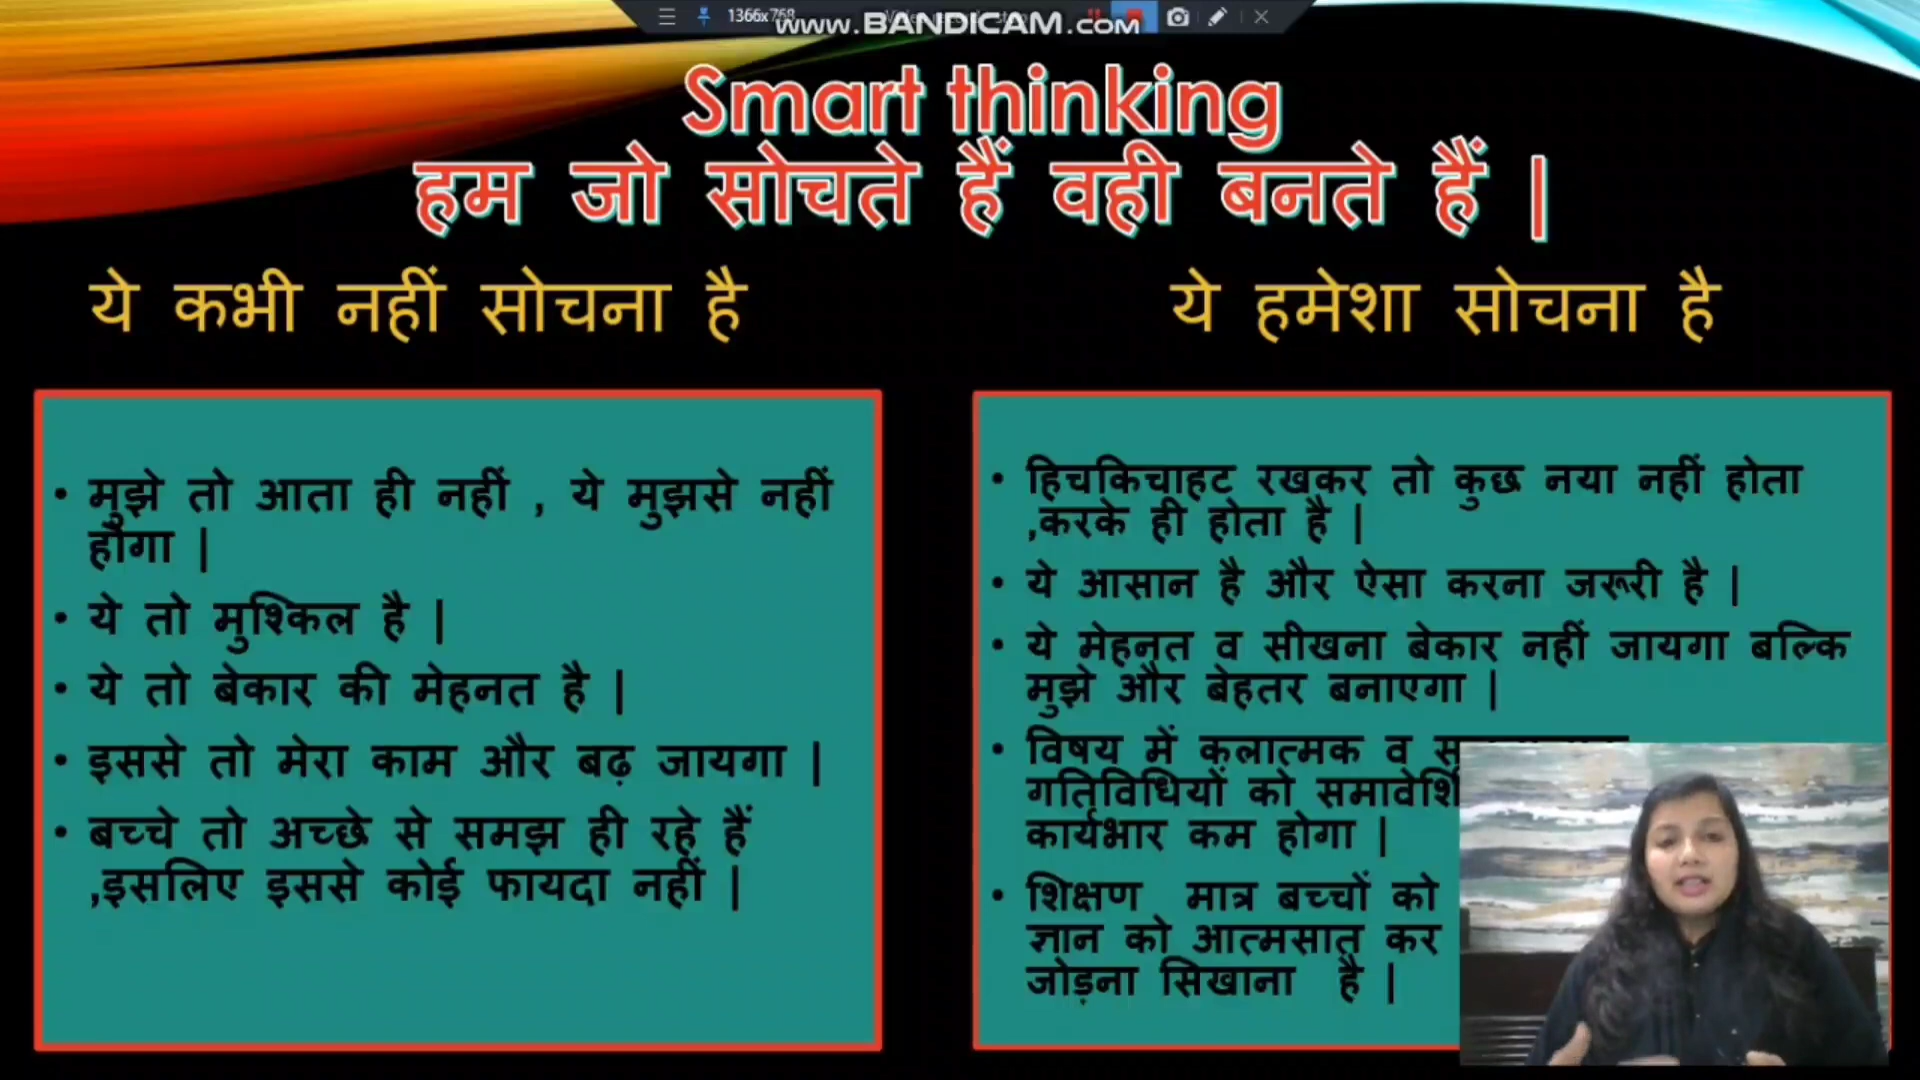 1366x768
www.BANDICAM.com
Smart thinking
हम जो सोचते हैं वही बनते हैं |
ये कभी नहीं सोचना है
ये हमेशा सोचना है
• मुझे तो आता ही नहीं , ये मुझसे नहीं
होगा |
• ये तो मुश्किल है |
• ये तो बेकार की मेहनत है |
• इससे तो मेरा काम और बढ़ जायगा |
• बच्चे तो अच्छे से समझ ही रहे हैं
,इसलिए इससे कोई फायदा नहीं |
• हिचकिचाहट रखकर तो कुछ नया नहीं होता
,करके ही होता है |
• ये आसान है और ऐसा करना जरूरी है |
• ये मेहनत व सीखना बेकार नहीं जायगा बल्कि
मुझे और बेहतर बनाएगा |
• विषय में कलात्मक व
गतिविधियों को
कार्यभार कम होगा |
• शिक्षण मात्र बच्चों को
ज्ञान को आत्मसात कर
जोड़ना सिखाना है |